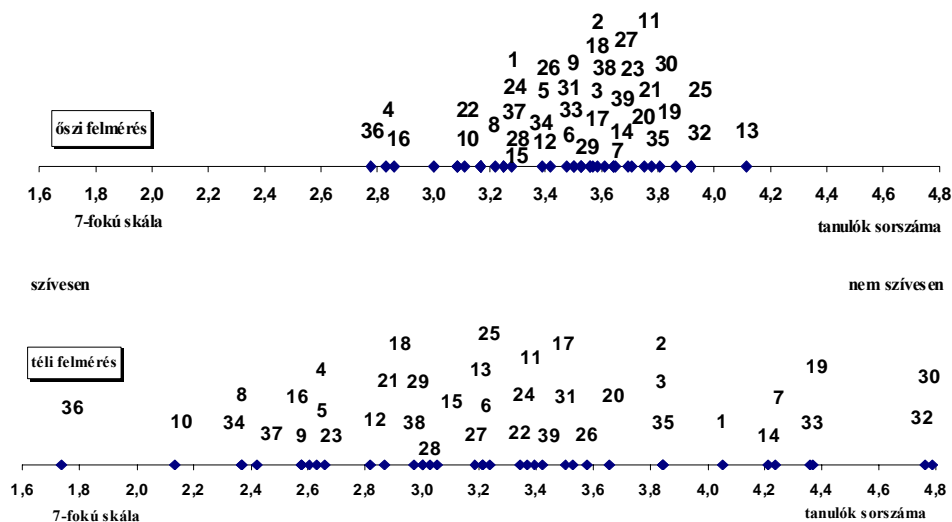 2 11
1 18 27
26 9 38 23 30
24 5 31 3 39 21 25
4 22 37 34 33 17 20 19
őszi felmérés 36 16 10 8 28 12 6 14 35 32 13
15 29 7
1,6 1,8 2,0 2,2 2,4 2,6 2,8 3,0 3,2 3,4 3,6 3,8 4,0 4,2 4,4 4,6 4,8
7-fokú skála tanulók sorszáma
szívesen nem szívesen
25
18 17 2
téli felmérés 4 13 11 19
21 29 3 30
36 8 16 5 12 15 6 24 31 20 7
10 34 37 9 23 38 27 22 39 26 35 1 14 33 32
28
1,6 1,8 2,0 2,2 2,4 2,6 2,8 3,0 3,2 3,4 3,6 3,8 4,0 4,2 4,4 4,6 4,8
7-fokú skála tanulók sorszáma